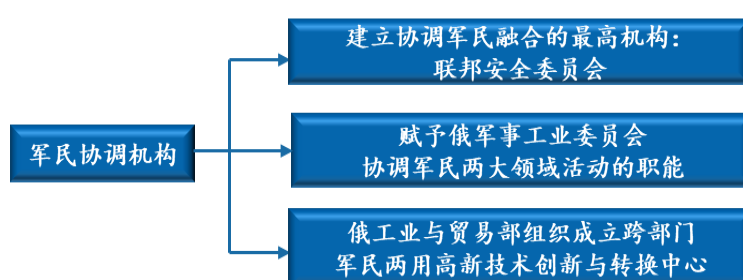 建立协调军民融合的最高机构：
联邦安全委员会
军民协调机构
赋予俄军事工业委员会
协调军民两大领域活动的职能
俄工业与贸易部组织成立跨部门
军民两用高新技术创新与转换中心